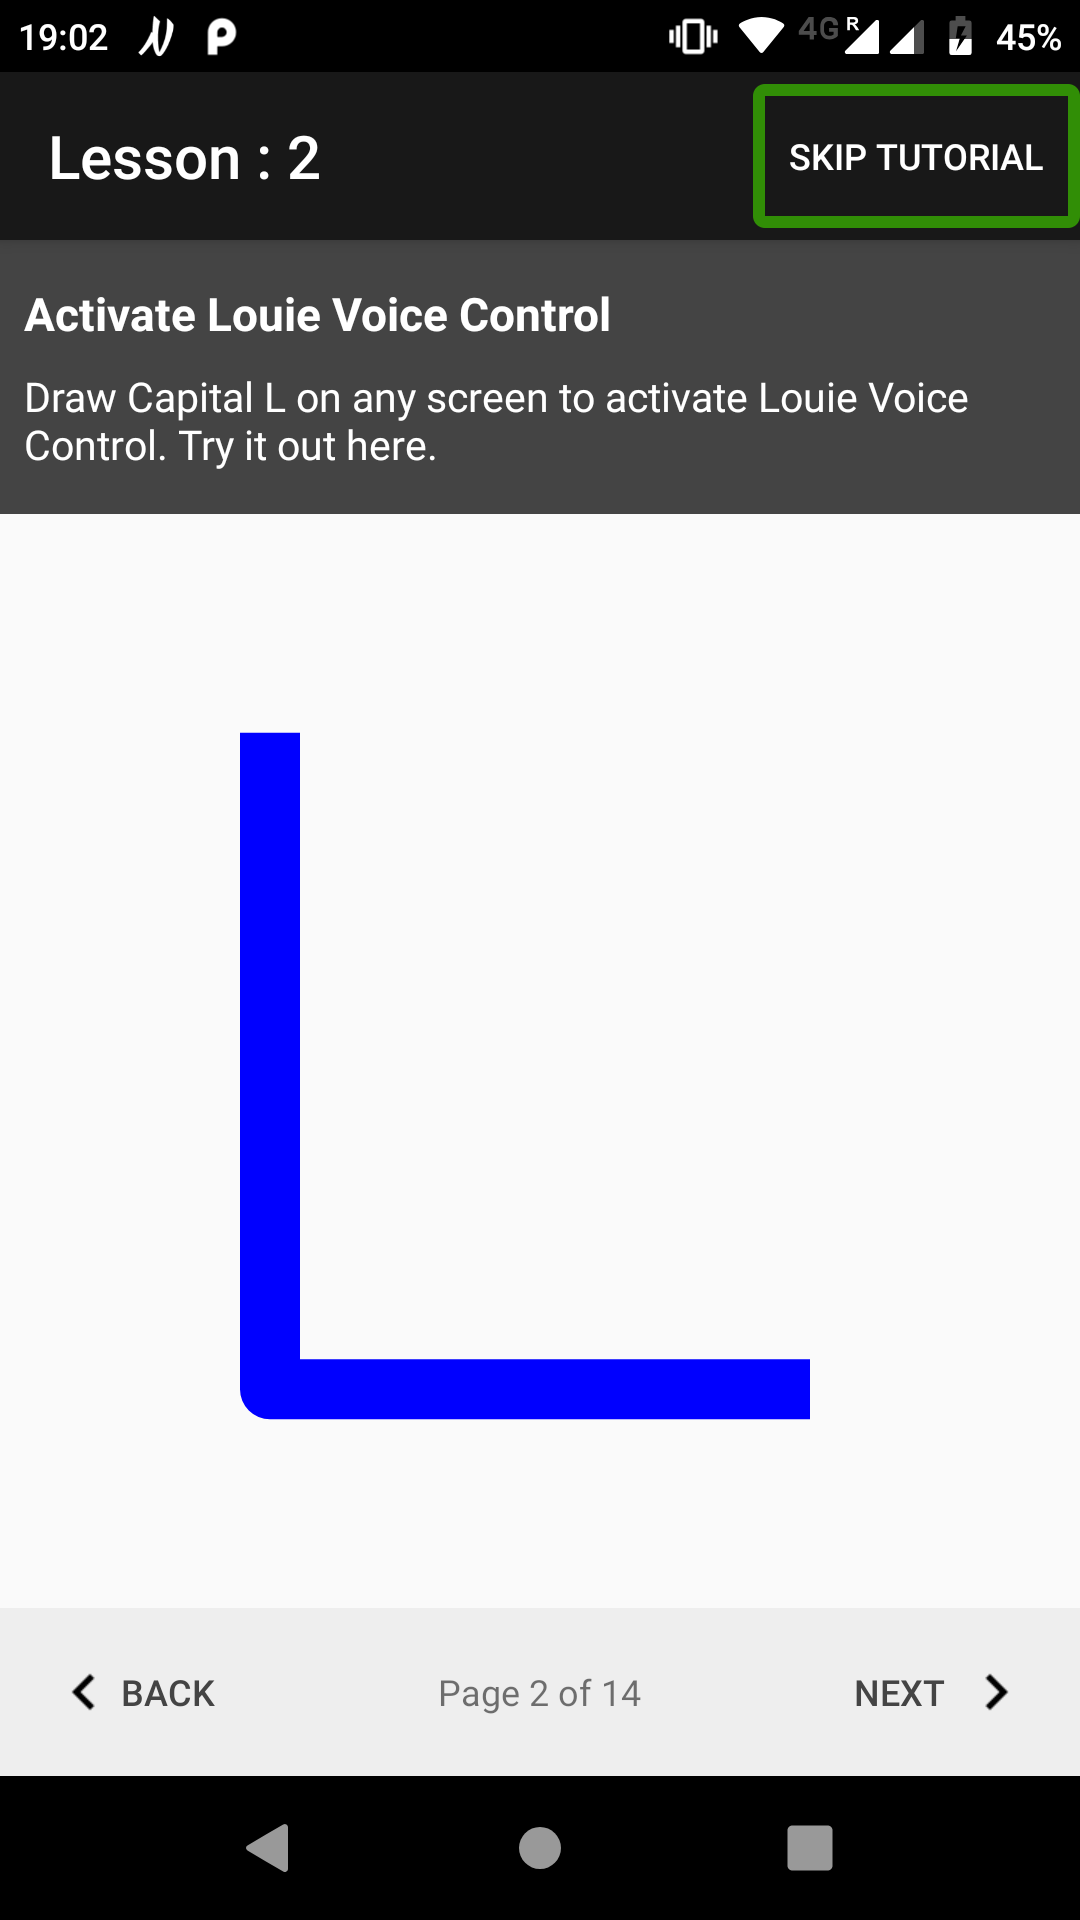 19:02
4G R
45%
Lesson : 2
SKIP TUTORIAL
Activate Louie Voice Control
Draw Capital L on any screen to activate Louie Voice
Control. Try it out here.
BACK
Page 2 of 14
NEXT